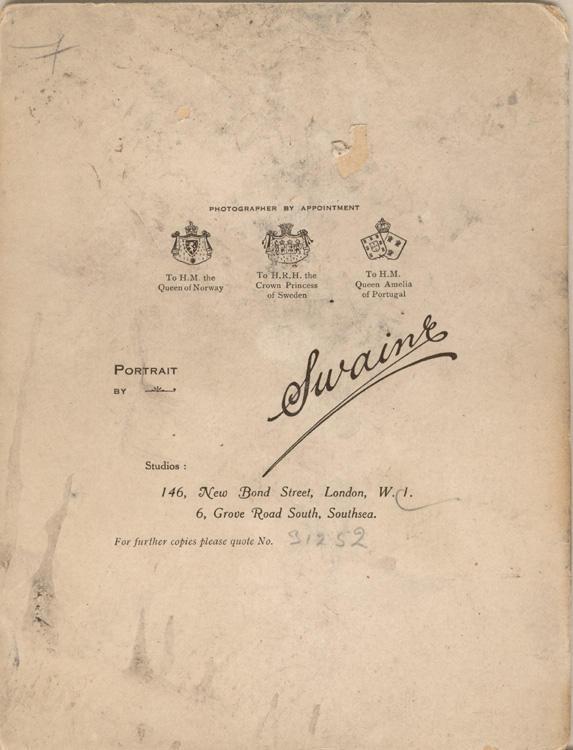 PHOTOGRAPHER BY APPOINTMENT
To H.M. the
Queen of Norway
To H.R.H. the
Crown Princess
of Sweden
To H.M.
Queen Amelia
of Portugal
PORTRAIT
BY
Swaine
Studios :
146, New Bond Street, London, W. 1.
6, Grove Road South, Southsea.
For further copies please quote No. 91252